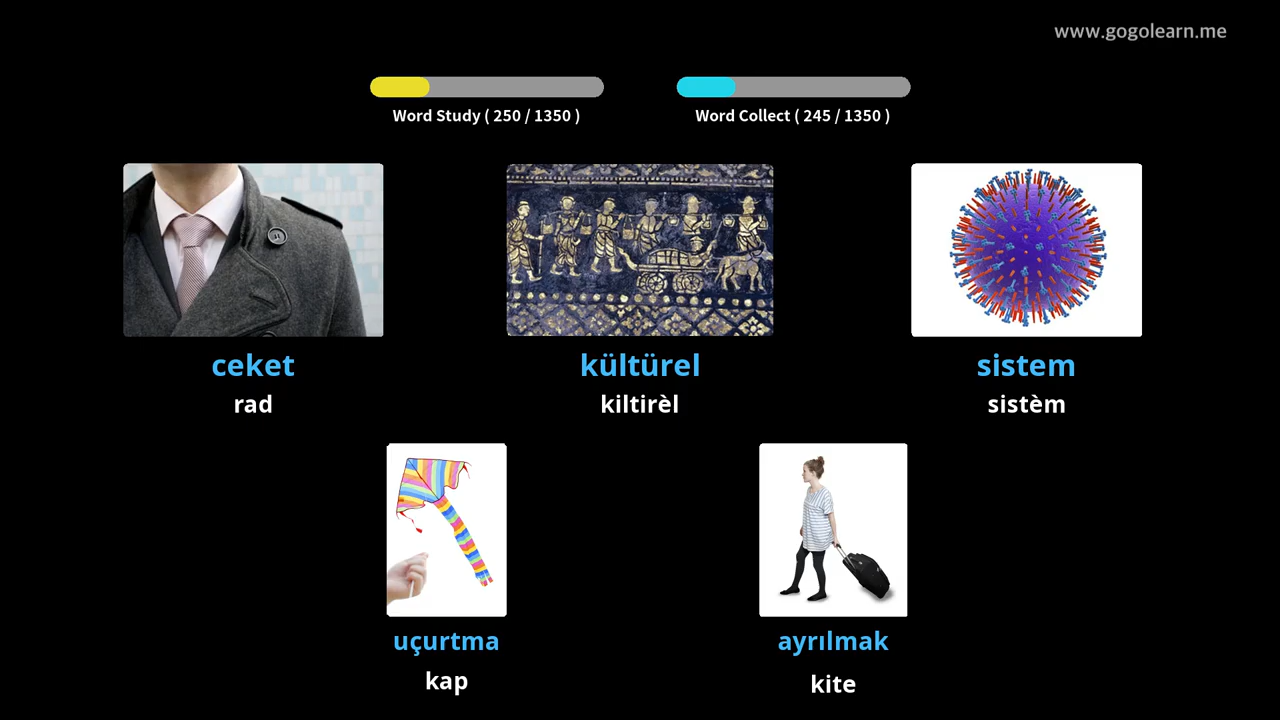 www.gogolearn.me
Word Study ( 250 / 1350 )
Word Collect ( 245 / 1350 )
ceket
rad
kültürel
kiltirèl
sistem
sistèm
uçurtma
kap
ayrılmak
kite